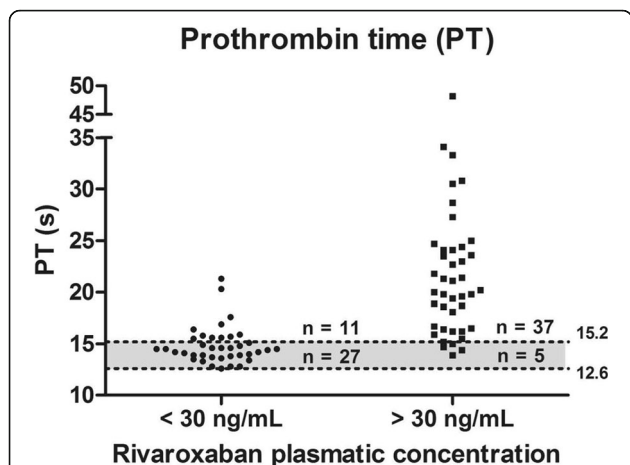 Prothrombin time (PT)
50
45
35
30
25
20
15
10
PT (s)
n = 11
n = 37
15.2
n = 27
n = 5
12.6
< 30 ng/mL
> 30 ng/mL
Rivaroxaban plasmatic concentration